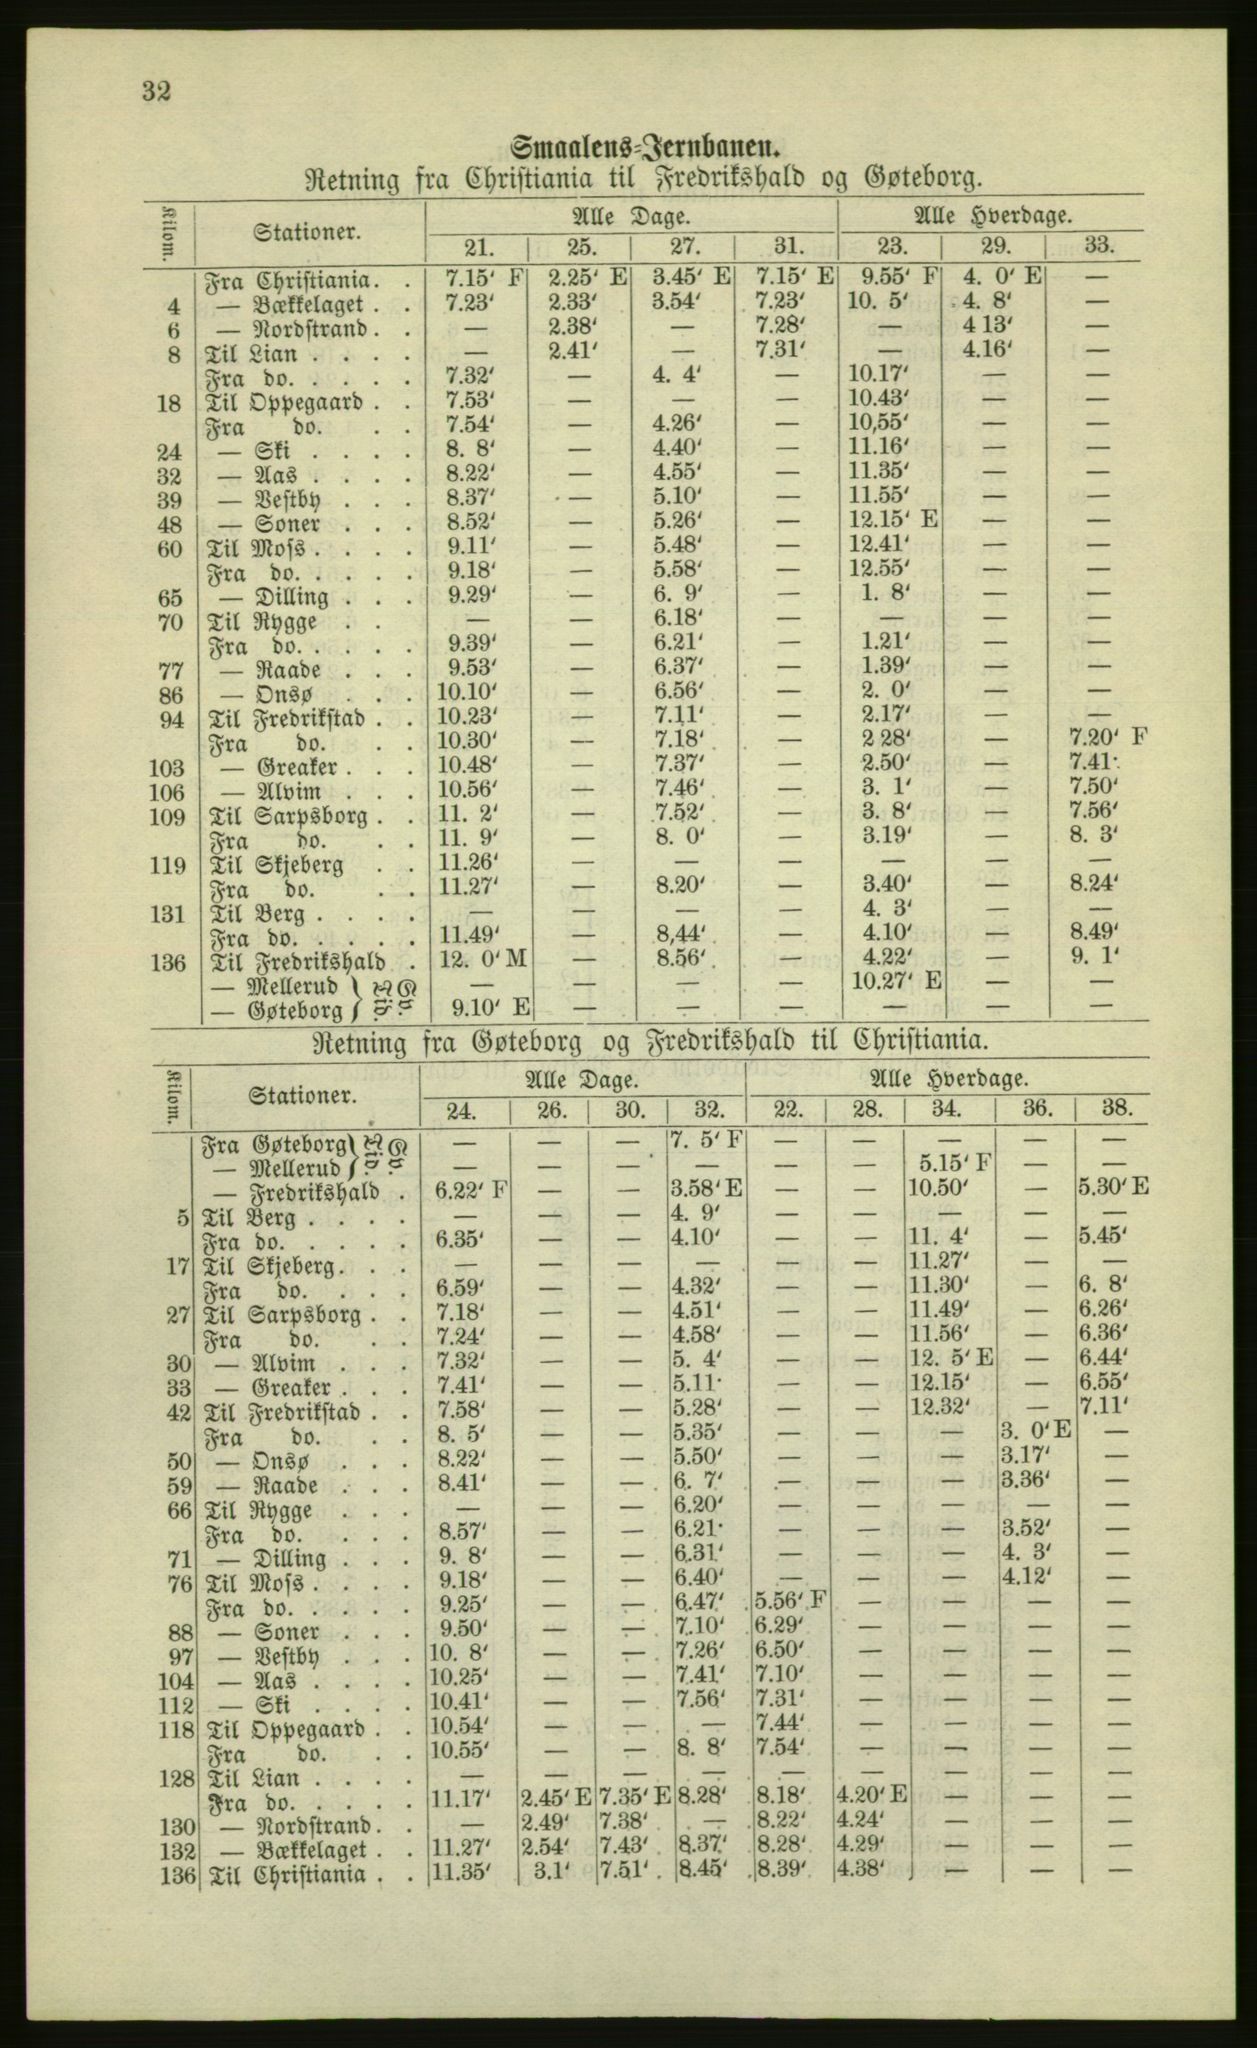 32
Smaalens-Jernbanen.
Retning fra Christiania til Fredrikshald og Gøteborg.
Kilom. Stationer. Alle Dage. Alle Hverdage.
21. 25. 27. 31. 23. 29. 33.
Fra Christiania. . 7.15' F 2.25' E 3.45' E 7.15' E 9.55' F 4. 0' E —
4 — Bækkelaget . . 7.23' 2.33' 3.54' 7.23' 10. 5' 4. 8' —
6 — Nordstrand. . — 2.38' — 7.28' — 4 13' —
8 Til Lian . . . . — 2.41' — 7.31' — 4.16' —
Fra do. . . . . 7.32' — 4. 4' — 10.17' — —
18 Til Oppegaard . . 7.53' — — — 10.43' — —
Fra do. . . 7.54' — 4.26' — 10,55' — —
24 — Ski . . . . 8. 8' — 4.40' — 11.16' — —
32 — Aas . . . . 8.22' — 4.55' — 11.35' — —
39 — Vestby . . . 8.37' — 5.10' — 11.55' — —
48 — Soner . . . 8.52' — 5.26' — 12.15' E — —
60 Til Moss . . . . 9.11' — 5.48' — 12.41' — —
Fra do. . . . . 9.18' — 5.58' — 12.55' — —
65 — Dilling . . . 9.29' — 6. 9' — 1. 8' — —
70 Til Rygge . . — — 6.18' — — — —
Fra do. . . . . 9.39' — 6.21' — 1.21' — —
77 — Raade . . . 9.53' — 6.37' — 1.39' — —
86 — Onsø . . . 10.10' — 6.56' — 2. 0' — —
94 Til Fredrikstad . . 10.23' — 7.11' — 2.17' — —
Fra do. . . 10.30' — 7.18' — 2 28' — 7.20' F
103 — Greaker . . . 10.48' — 7.37' — 2.50' — 7.41'
106 — Alvim . . . 10.56' — 7.46' — 3. 1' — 7.50'
109 Til Sarpsborg . . 11. 2' — 7.52' — 3. 8' — 7.56'
Fra do. . . 11. 9' — 8. 0' — 3.19' — 8. 3'
119 Til Skjeberg . . 11.26' — — — — — —
Fra do. . . 11.27' — 8.20' — 3.40' — 8.24'
131 Til Berg . . . . — — — — 4. 3' — —
Fra do. . . . . 11.49' — 8,44' — 4.10' — 8.49'
136 Til Fredrikshald . 12. 0' M — 8.56' — 4.22' — 9. 1'
— Mellerud } Gb. — — — — 10.27' E — —
— Gøteborg } Tid. 9.10' E — — — — — —
Retning fra Gøteborg og Fredrikshald til Christiania.
Kilom. Stationer. Alle Dage. Alle Hverdage.
24. 26. 30. 32. 22. 28. 34. 36. 38.
Fra Gøteborg } Gb. — — — 7. 5' F — — — — —
— Mellerud } Tid. — — — — — — 5.15' F — —
— Fredrikshald . 6.22' F — — 3.58' E — — 10.50' — 5.30' E
5 Til Berg . . . . — — — 4. 9' — — — — —
Fra do. . . . . 6.35' — — 4.10' — — 11. 4' — 5.45'
17 Til Skjeberg. . . — — — — — — 11.27' — —
Fra do. . . . 6.59' — — 4.32' — — 11.30' — 6. 8'
27 Til Sarpsborg . . 7.18' — — 4.51' — — 11.49' — 6.26'
Fra do. . . 7.24' — — 4.58' — — 11.56' — 6.36'
30 — Alvim . . . 7.32' — — 5. 4' — — 12. 5' E — 6.44'
33 — Greaker . . . 7.41' — — 5.11' — — 12.15' — 6.55'
42 Til Fredrikstad . . 7.58' — — 5.28' — — 12.32' — 7.11'
Fra do. . . 8. 5' — — 5.35' — — — 3. 0' E —
50 — Onsø . . . 8.22' — — 5.50' — — — 3.17' —
59 — Raade . . . 8.41' — — 6. 7' — — — 3.36' —
66 Til Rygge . . . — — — 6.20' — — — — —
Fra do. . . . 8.57' — — 6.21' — — — 3.52' —
71 — Dilling . . . 9. 8' — — 6.31' — — — 4. 3' —
76 Til Moss . . . . 9.18' — — 6.40' — — — 4.12' —
Fra do. . . . . 9.25' — — 6.47' 5.56' F — — — —
88 — Soner . . . 9.50' — — 7.10' 6.29' — — — —
97 — Vestby . . . 10. 8' — — 7.26' 6.50' — — — —
104 — Aas . . . . 10.25' — — 7.41' 7.10' — — — —
112 — Ski . . . . 10.41' — — 7.56' 7.31' — — — —
118 Til Oppegaard . . 10.54' — — — 7.44' — — — —
Fra do. . . 10.55' — — 8. 8' 7.54' — — — —
128 Til Lian . . . . — — — — — — — — —
Fra do. . . . . 11.17' 2.45' E 7.35' E 8.28' 8.18' 4.20' E — — —
130 — Nordstrand. . — 2.49' 7.38' — 8.22' 4.24' — — —
132 — Bækkelaget . . 11.27' 2.54' 7.43' 8.37' 8.28' 4.29' — — —
136 Til Christiania . . 11.35' 3.1' 7.51' 8.45' 8.39' 4.38' — — —